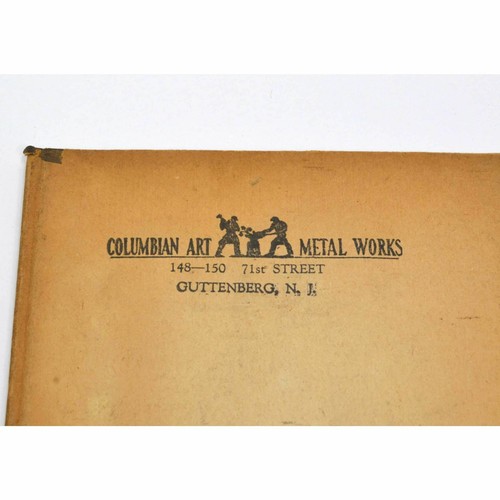 COLUMBIAN ART METAL WORKS
148—150 71st STREET
GUTTENBERG, N. J.